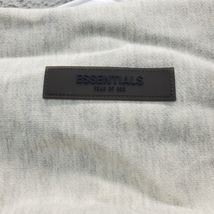 ESSENTIALS
FEAR OF GOD